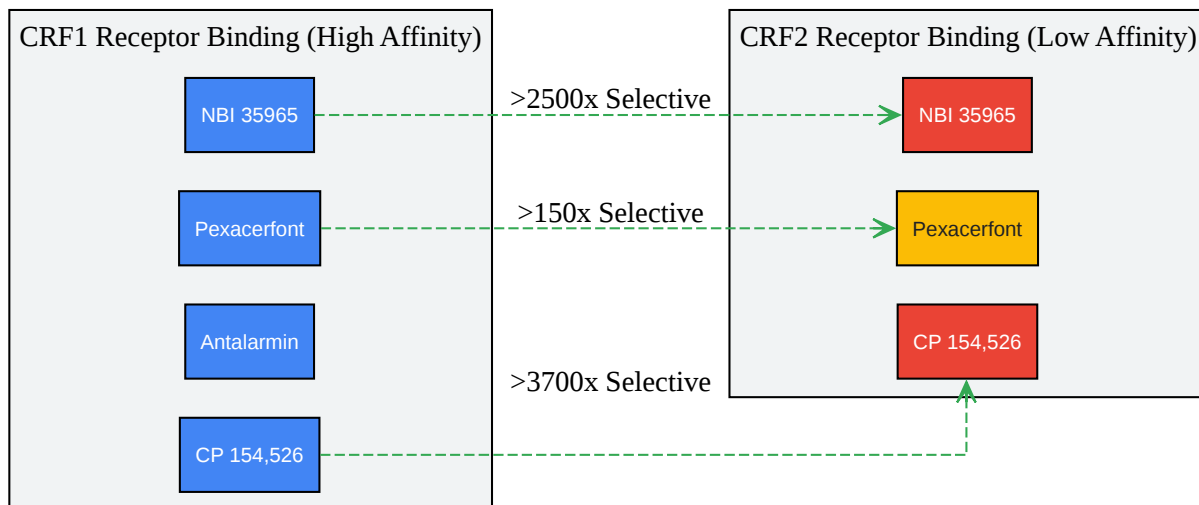 CRF1 Receptor Binding (High Affinity)
CRF2 Receptor Binding (Low Affinity)
NBI 35965
>2500x Selective
NBI 35965
Pexacerfont
>150x Selective
Pexacerfont
Antalarmin
CP 154,526
>3700x Selective
CP 154,526